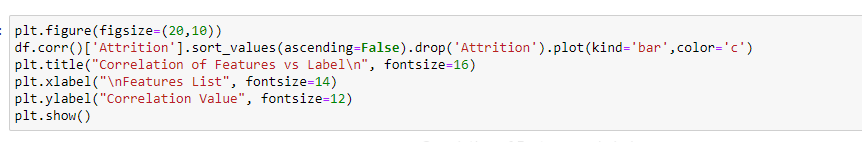 plt.figure(figsize=(20,10))
df.corr()['Attrition'].sort_values(ascending=False).drop('Attrition').plot(kind='bar',color='c')
plt.title("Correlation of Features vs Label\n", fontsize=16)
plt.xlabel("\nFeatures List", fontsize=14)
plt.ylabel("Correlation Value", fontsize=12)
plt.show()